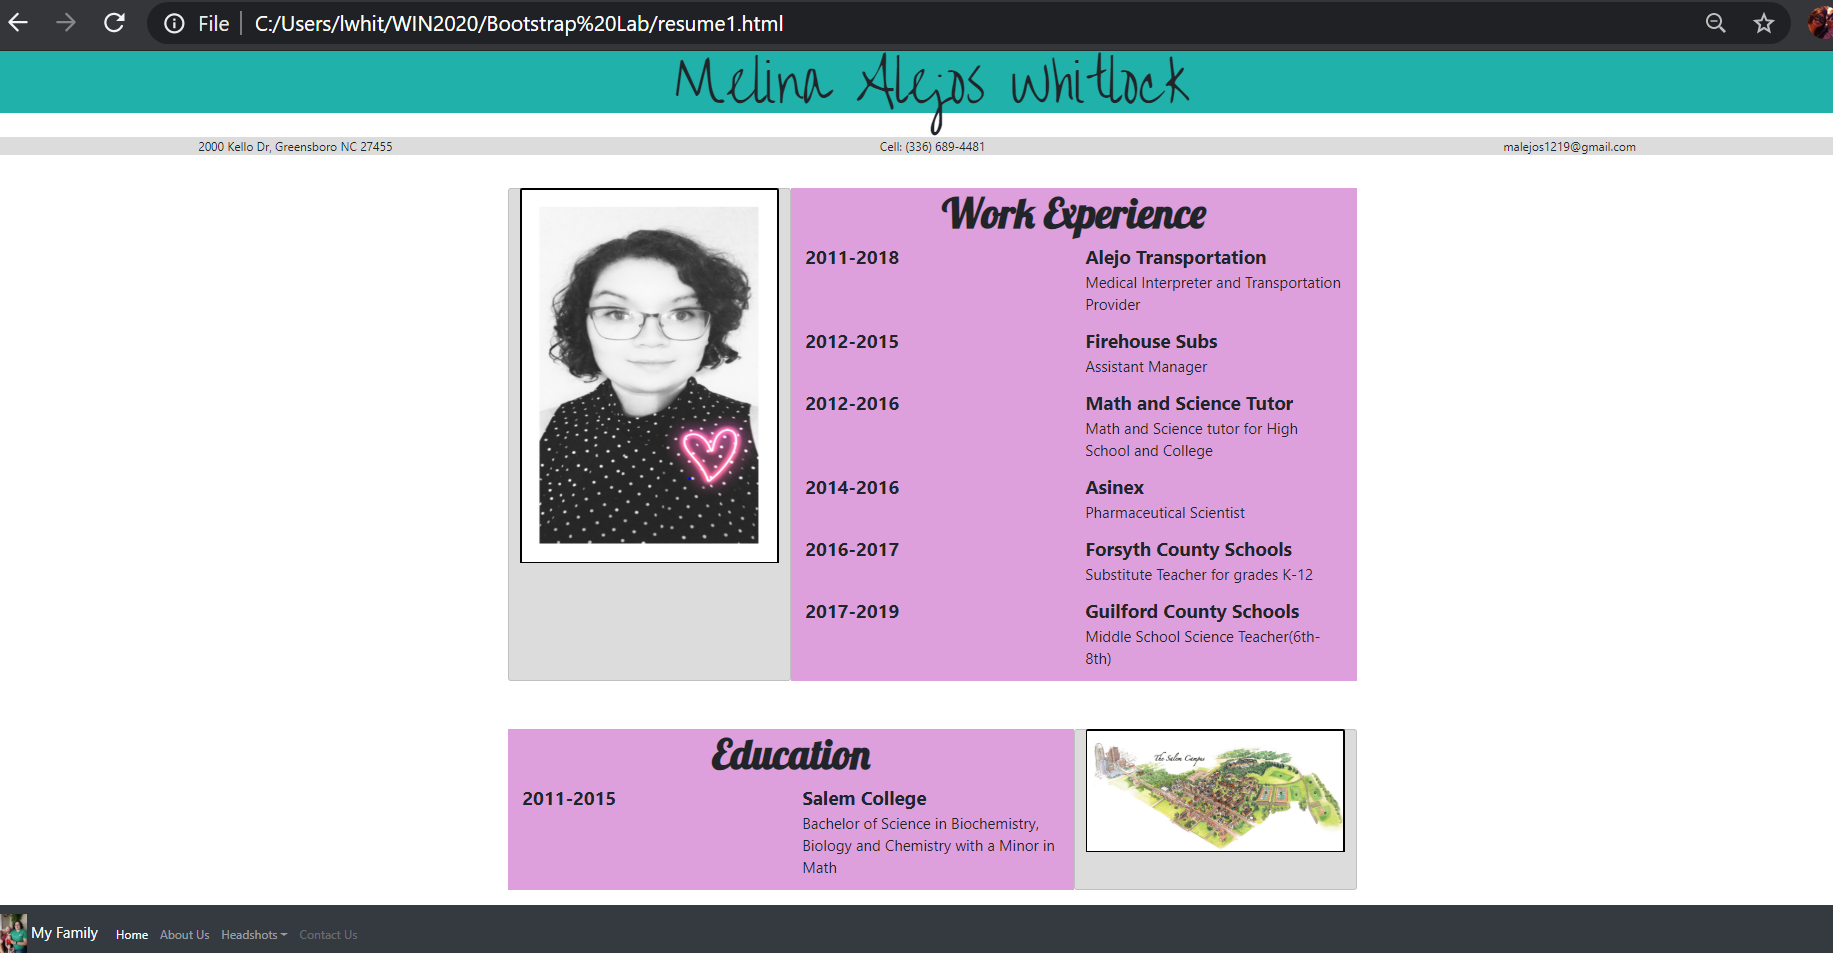 File C:/Users/lwhit/WIN2020/Bootstrap%20Lab/resume1.html
Melina Alejos Whitlock
2000 Kello Dr, Greensboro NC 27455 Cell: (336) 689-4481 malejos1219@gmail.com
Work Experience
2011-2018 Alejo Transportation
Medical Interpreter and Transportation
Provider
2012-2015 Firehouse Subs
Assistant Manager
2012-2016 Math and Science Tutor
Math and Science tutor for High
School and College
2014-2016 Asinex
Pharmaceutical Scientist
2016-2017 Forsyth County Schools
Substitute Teacher for grades K-12
2017-2019 Guilford County Schools
Middle School Science Teacher(6th-
8th)
Education
2011-2015 Salem College
Bachelor of Science in Biochemistry,
Biology and Chemistry with a Minor in
Math
The Salem Campus
My Family Home About Us Headshots Contact Us